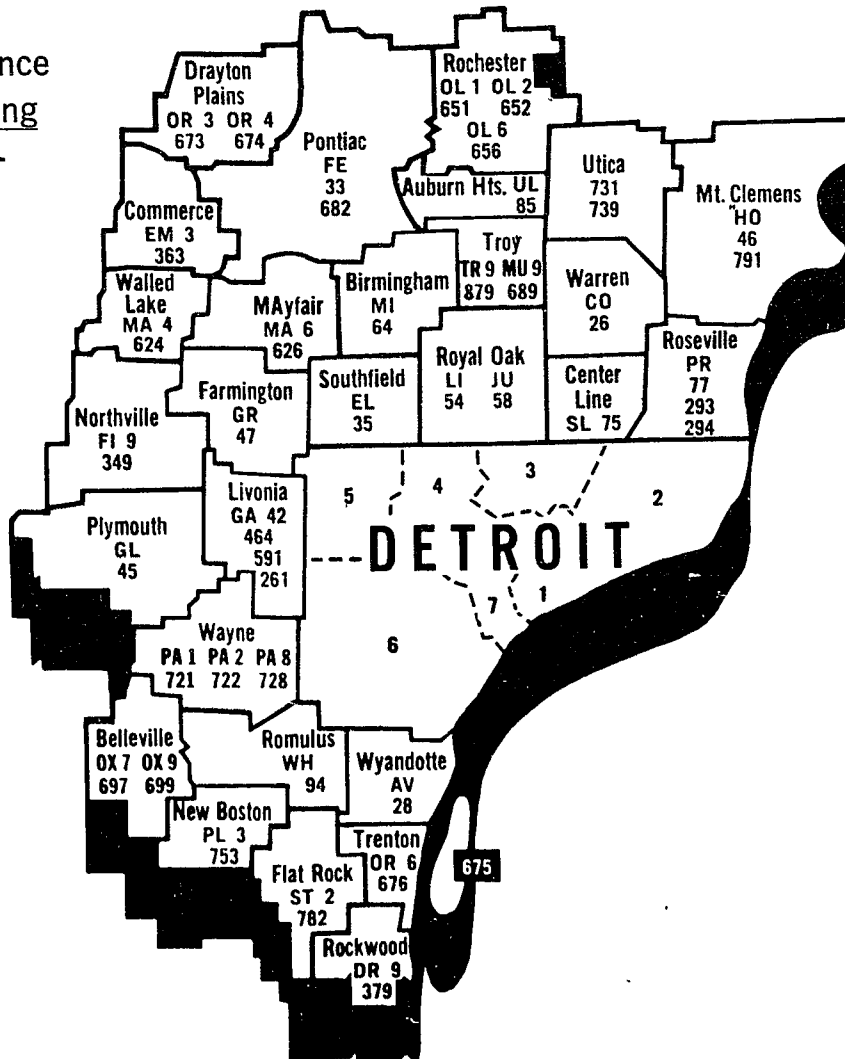 nce
ng
Drayton
Plains
OR 3 OR 4
673 674
Pontiac
FE
33
682
Rochester
OL 1 OL 2
651 652
OL 6
656
Auburn Hts. UL
85
Utica
731
739
Mt. Clemens
"HO
46
791
Commerce
EM 3
363
Troy
TR 9 MU 9
879 689
Walled
Lake
MA 4
624
MAyfair
MA 6
626
Birmingham
MI
64
Warren
CO
26
Royal Oak
LI JU
54 58
Roseville
PR
77
293
294
Northville
FI 9
349
Farmington
GR
47
Southfield
EL
35
Center
Line
SL 75
Plymouth
GL
45
Livonia
GA 42
464
591
261
5
4
3
2
DETROIT
7
1
6
Wayne
PA 1 PA 2 PA 8
721 722 728
Belleville
OX 7 OX 9
697 699
Romulus
WH
94
Wyandotte
AV
28
New Boston
PL 3
753
Trenton
OR 6
676
675
Flat Rock
ST 2
782
Rockwood
DR 9
379